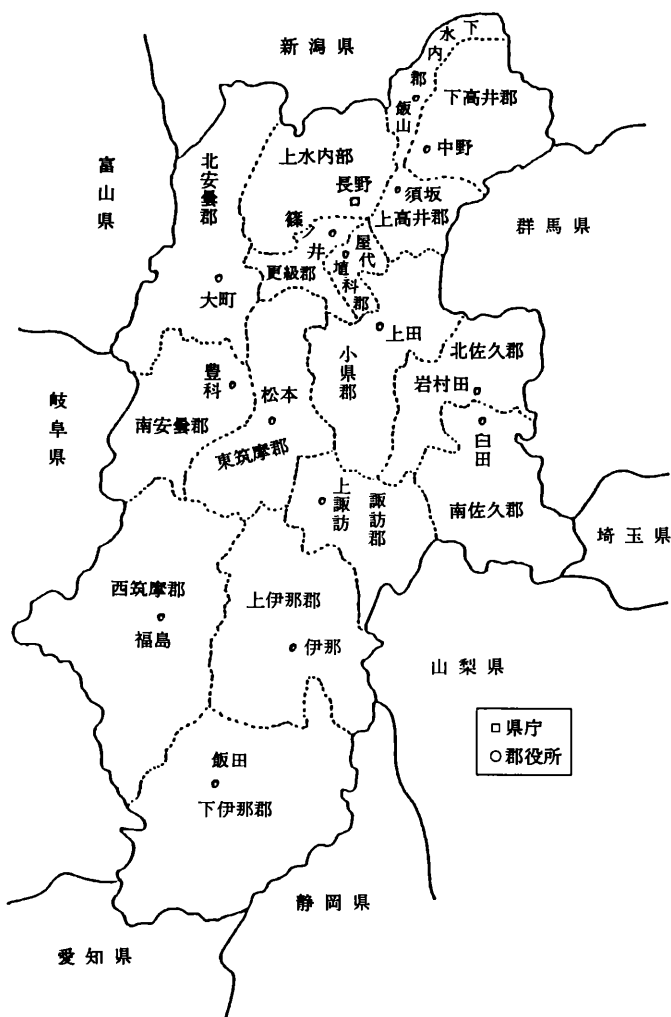 新潟県
下水内郡
飯山
下高井郡
中野
上水内部
長野
須坂
上高井郡
北安曇郡
大町
富山県
群馬県
篠ノ井
更級郡
屋代
埴科郡
上田
小県郡
北佐久郡
岩村田
臼田
南佐久郡
豊科
南安曇郡
松本
東筑摩郡
岐阜県
上諏訪
諏訪郡
埼玉県
西筑摩郡
福島
上伊那郡
伊那
山梨県
県庁
郡役所
飯田
下伊那郡
静岡県
愛知県